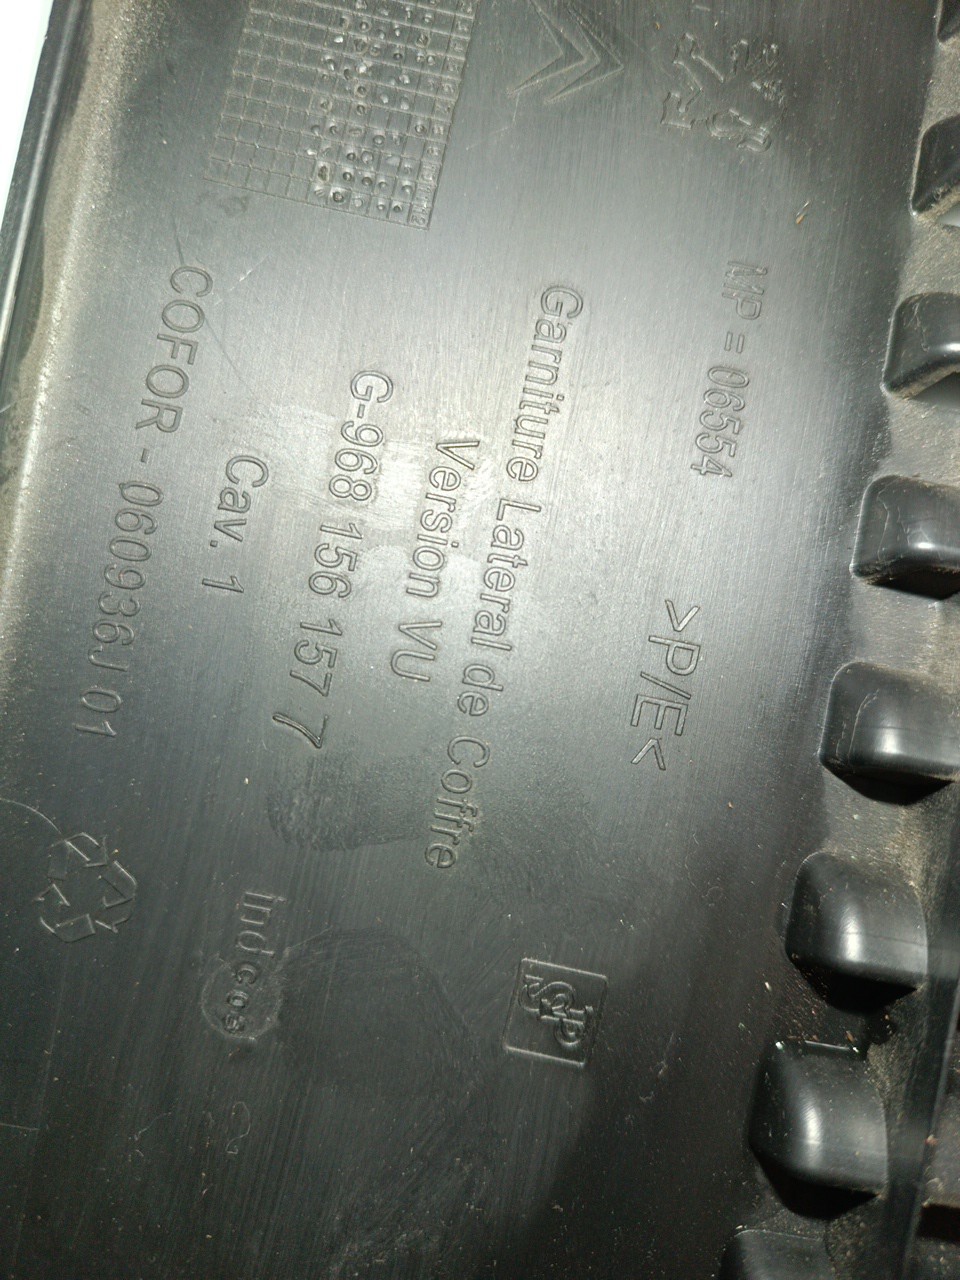 MP = 06554
>P/E<
Garniture Lateral de Coffre
Version VU
G-968 156 157 7
Cav. 1
COFOR - 060936J 01